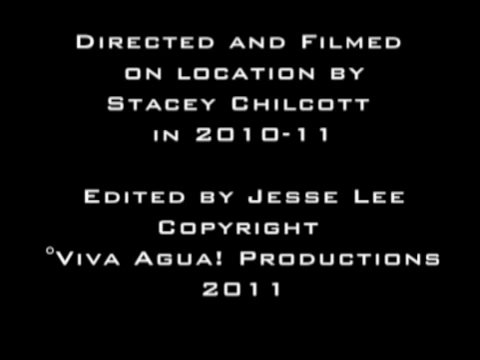 Directed and Filmed
on location by
Stacey Chilcott
in 2010-11
Edited by Jesse Lee
Copyright
°Viva Agua! Productions
2011